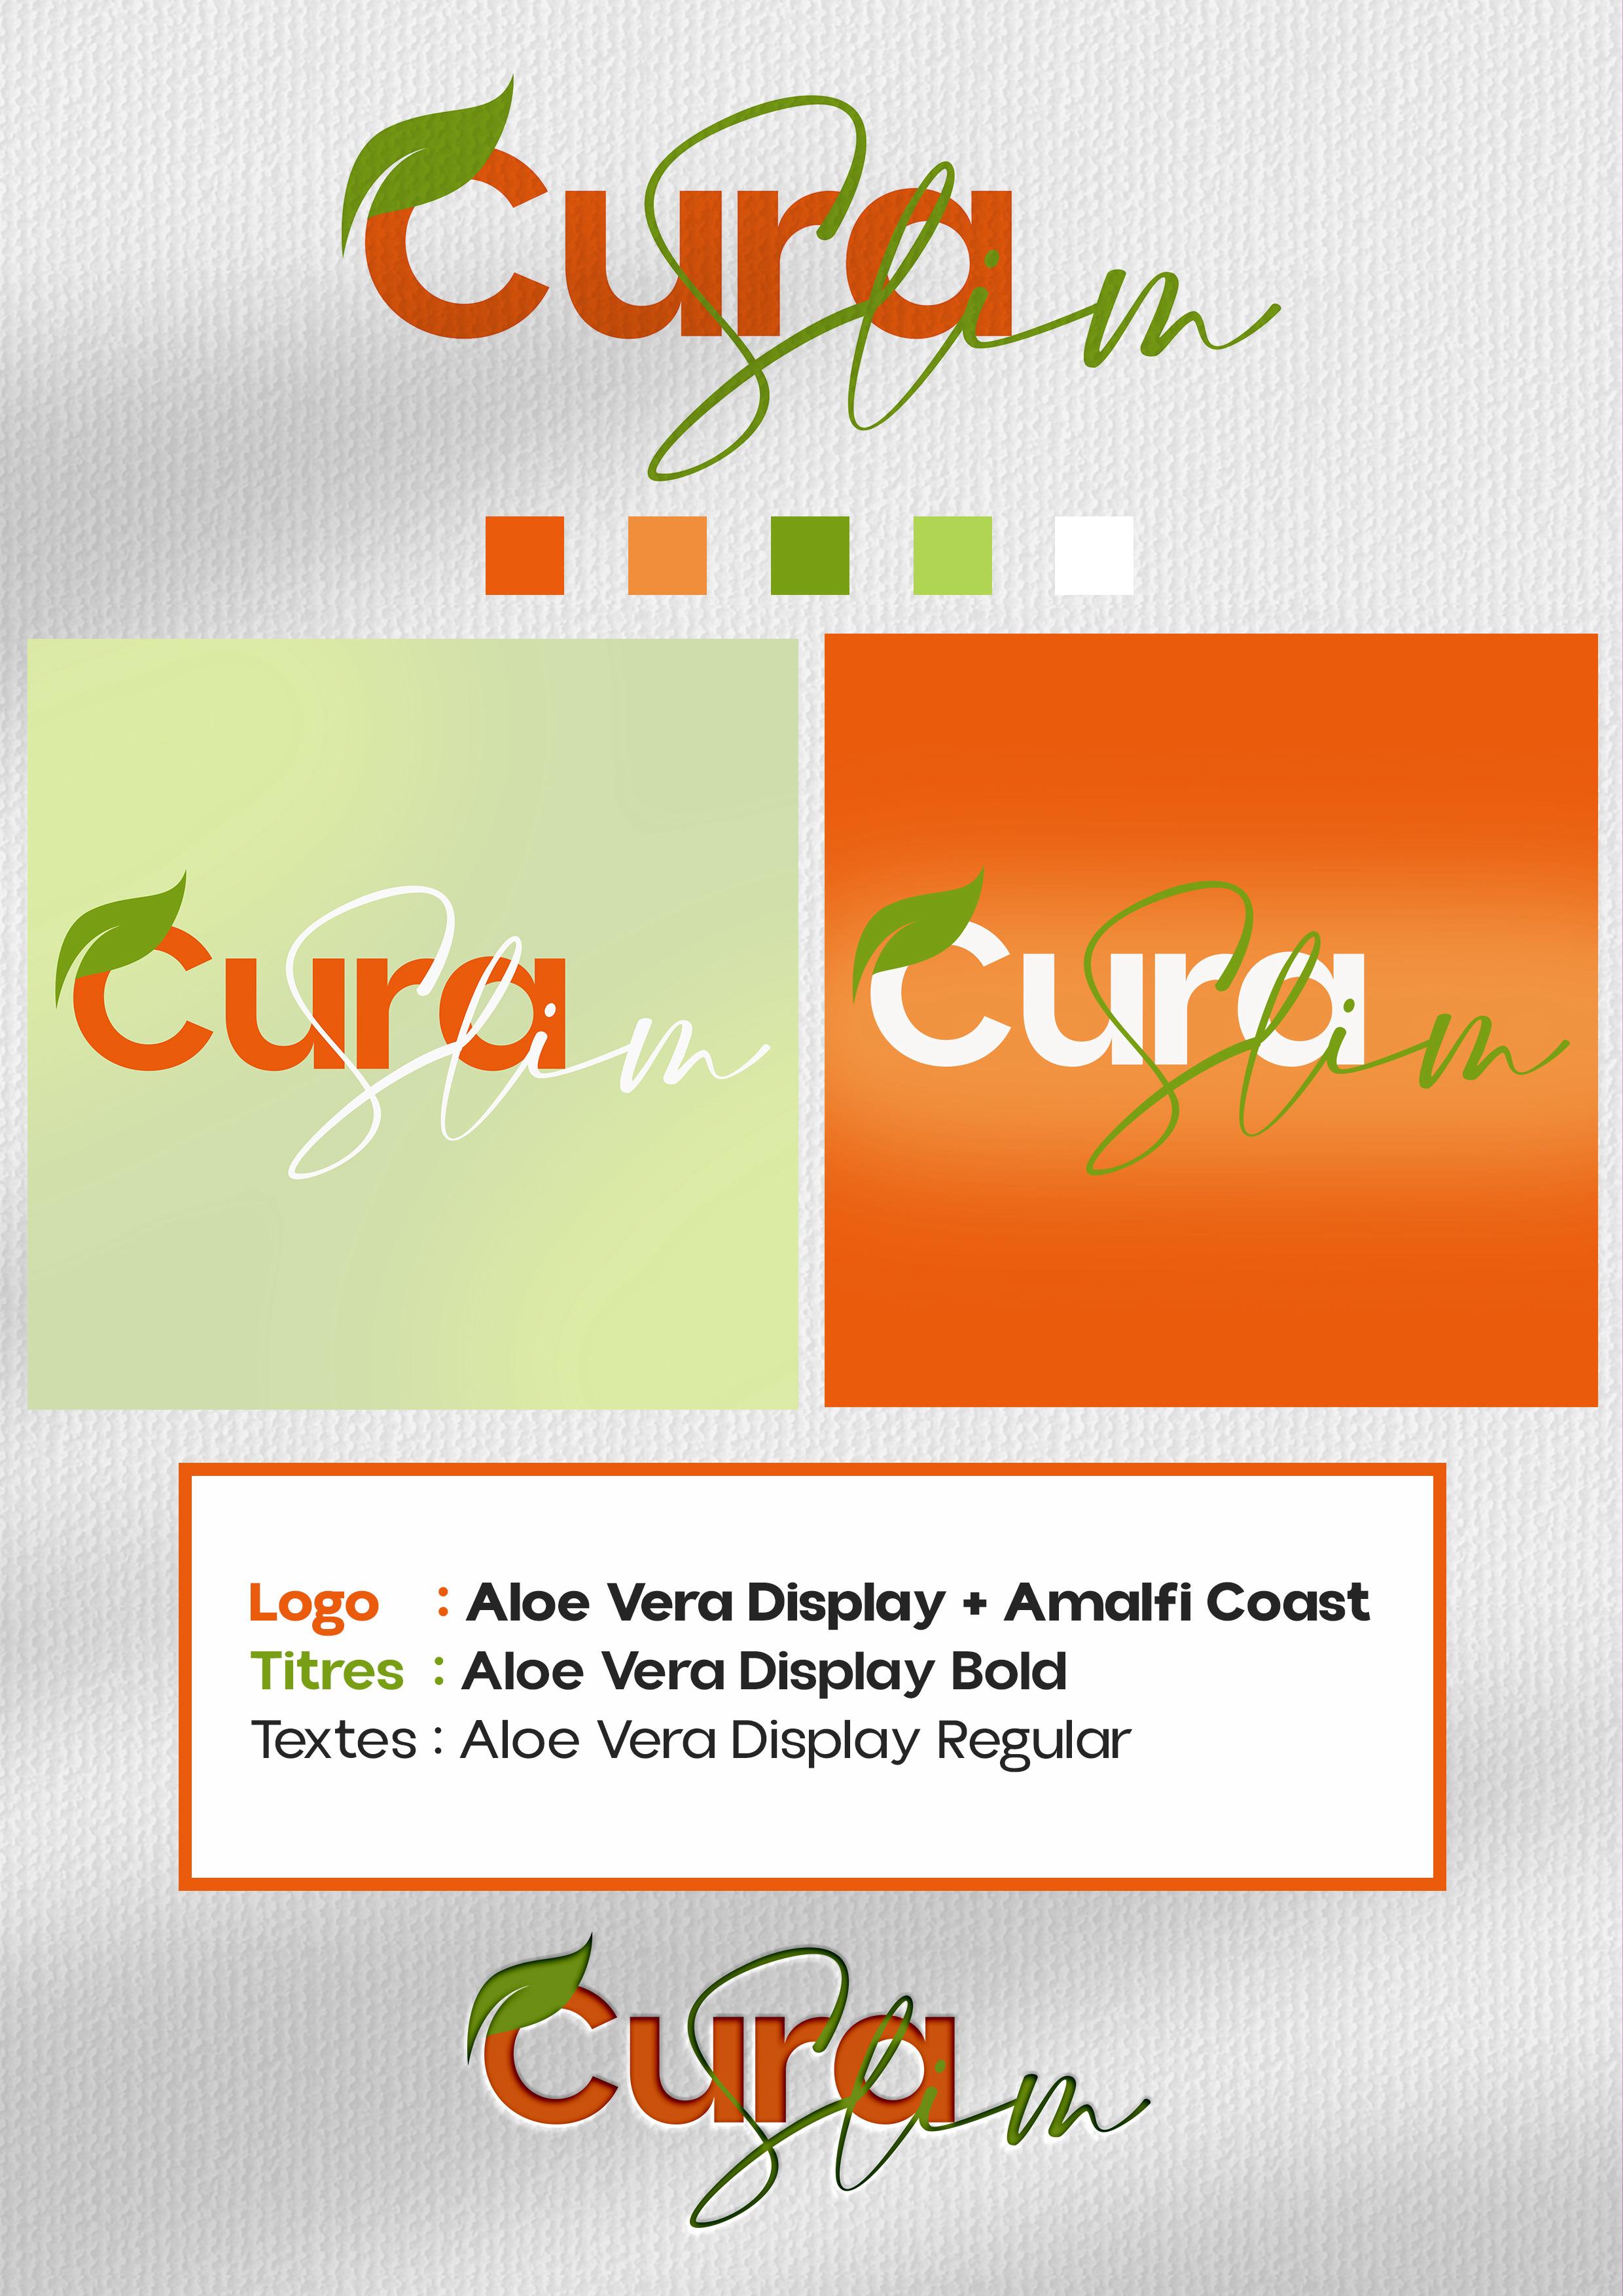 Cura Slim
Cura Slim
Cura Slim
Logo : Aloe Vera Display + Amalfi Coast
Titres : Aloe Vera Display Bold
Textes : Aloe Vera Display Regular
Cura Slim